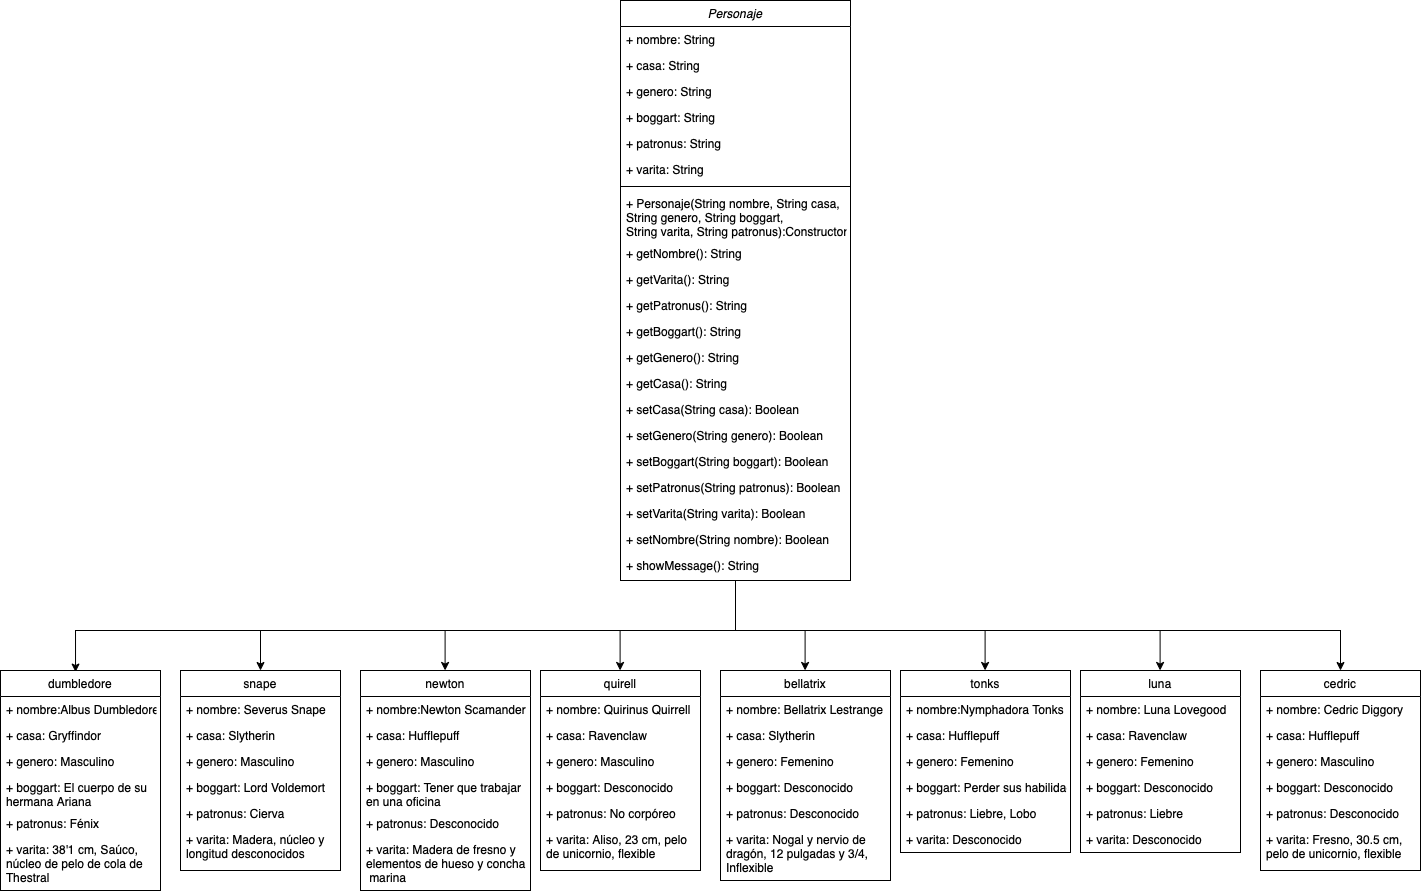 Personaje
+ nombre: String
+ casa: String
+ genero: String
+ boggart: String
+ patronus: String
+ varita: String
+ Personaje(String nombre, String casa,
String genero, String boggart,
String varita, String patronus):Constructor
+ getNombre(): String
+ getVarita(): String
+ getPatronus(): String
+ getBoggart(): String
+ getGenero(): String
+ getCasa(): String
+ setCasa(String casa): Boolean
+ setGenero(String genero): Boolean
+ setBoggart(String boggart): Boolean
+ setPatronus(String patronus): Boolean
+ setVarita(String varita): Boolean
+ setNombre(String nombre): Boolean
+ showMessage(): String
dumbledore
+ nombre:Albus Dumbledore
+ casa: Gryffindor
+ genero: Masculino
+ boggart: El cuerpo de su
hermana Ariana
+ patronus: Fénix
+ varita: 38'1 cm, Saúco,
núcleo de pelo de cola de
Thestral
snape
+ nombre: Severus Snape
+ casa: Slytherin
+ genero: Masculino
+ boggart: Lord Voldemort
+ patronus: Cierva
+ varita: Madera, núcleo y
longitud desconocidos
newton
+ nombre:Newton Scamander
+ casa: Hufflepuff
+ genero: Masculino
+ boggart: Tener que trabajar
en una oficina
+ patronus: Desconocido
+ varita: Madera de fresno y
elementos de hueso y concha
marina
quirell
+ nombre: Quirinus Quirrell
+ casa: Ravenclaw
+ genero: Masculino
+ boggart: Desconocido
+ patronus: No corpóreo
+ varita: Aliso, 23 cm, pelo
de unicornio, flexible
bellatrix
+ nombre: Bellatrix Lestrange
+ casa: Slytherin
+ genero: Femenino
+ boggart: Desconocido
+ patronus: Desconocido
+ varita: Nogal y nervio de
dragón, 12 pulgadas y 3/4,
Inflexible
tonks
+ nombre:Nymphadora Tonks
+ casa: Hufflepuff
+ genero: Femenino
+ boggart: Perder sus habilida
+ patronus: Liebre, Lobo
+ varita: Desconocido
luna
+ nombre: Luna Lovegood
+ casa: Ravenclaw
+ genero: Femenino
+ boggart: Desconocido
+ patronus: Liebre
+ varita: Desconocido
cedric
+ nombre: Cedric Diggory
+ casa: Hufflepuff
+ genero: Masculino
+ boggart: Desconocido
+ patronus: Desconocido
+ varita: Fresno, 30.5 cm,
pelo de unicornio, flexible